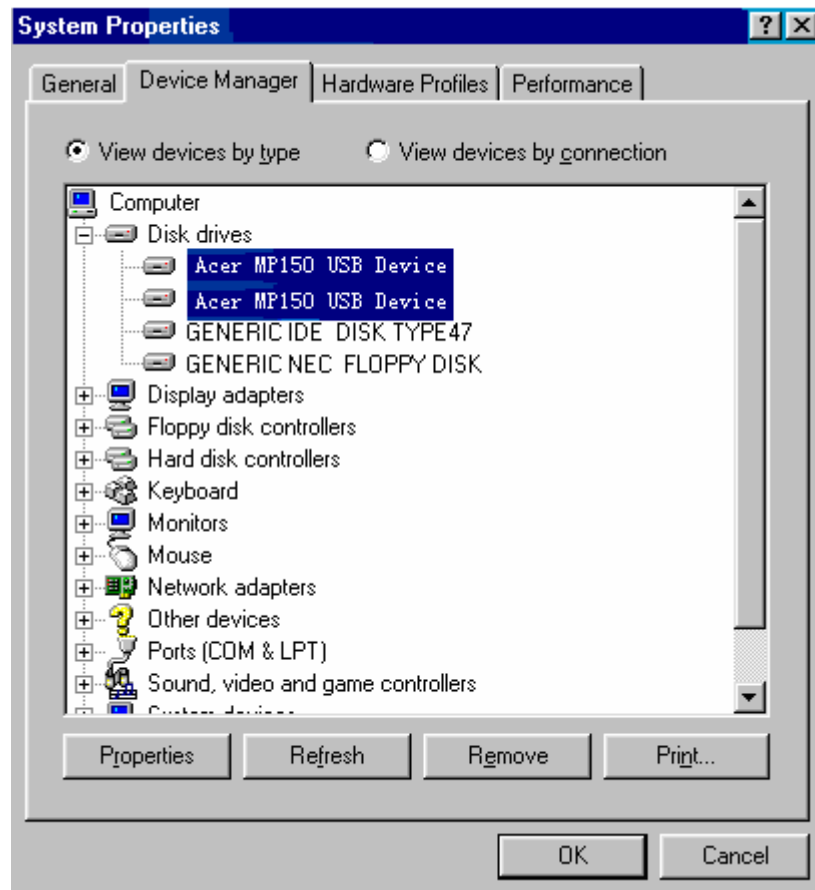 System Properties
General Device Manager Hardware Profiles Performance
View devices by type View devices by connection
Computer
Disk drives
Acer MP150 USB Device
Acer MP150 USB Device
GENERIC IDE DISK TYPE47
GENERIC NEC FLOPPY DISK
Display adapters
Floppy disk controllers
Hard disk controllers
Keyboard
Monitors
Mouse
Network adapters
Other devices
Ports (COM & LPT)
Sound, video and game controllers
System devices
Properties Refresh Remove Print...
OK Cancel